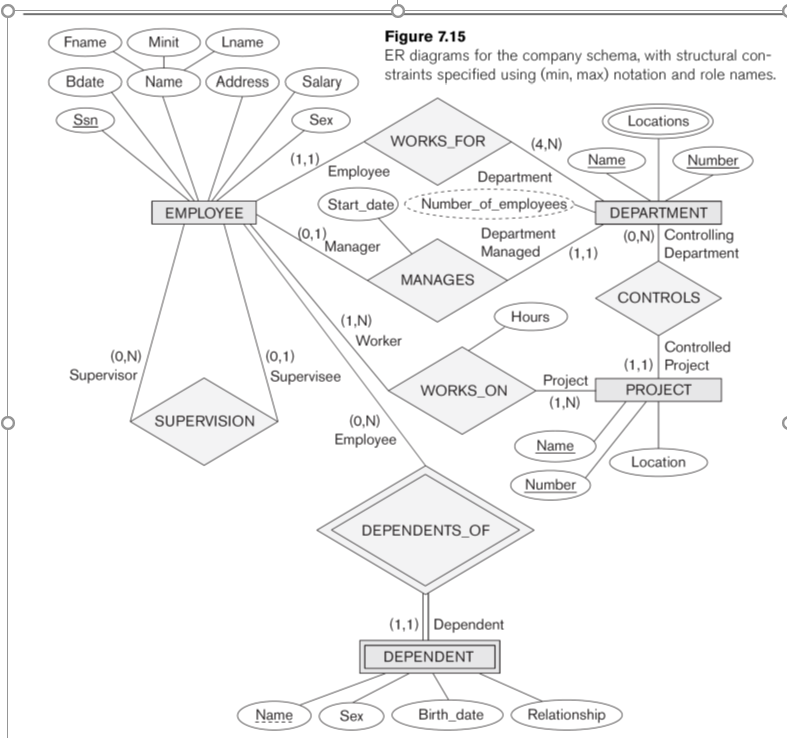 Figure 7.15
ER diagrams for the company schema, with structural con-
straints specified using (min, max) notation and role names.
Fname
Minit
Lname
Bdate
Name
Address
Salary
Ssn
Sex
WORKS_FOR
(4,N)
Locations
(1,1)
Employee
Department
Name
Number
EMPLOYEE
Start_date
Number_of_employees
DEPARTMENT
(0,1)
Manager
Department
Managed
(1,1)
(0,N)
Controlling
Department
MANAGES
CONTROLS
Hours
(1,N)
Worker
(0,N)
Supervisor
(0,1)
Supervisee
Controlled
Project
(1,1)
WORKS_ON
Project
(1,N)
PROJECT
SUPERVISION
(0,N)
Employee
Name
Number
Location
DEPENDENTS_OF
(1,1)
Dependent
DEPENDENT
Name
Sex
Birth_date
Relationship